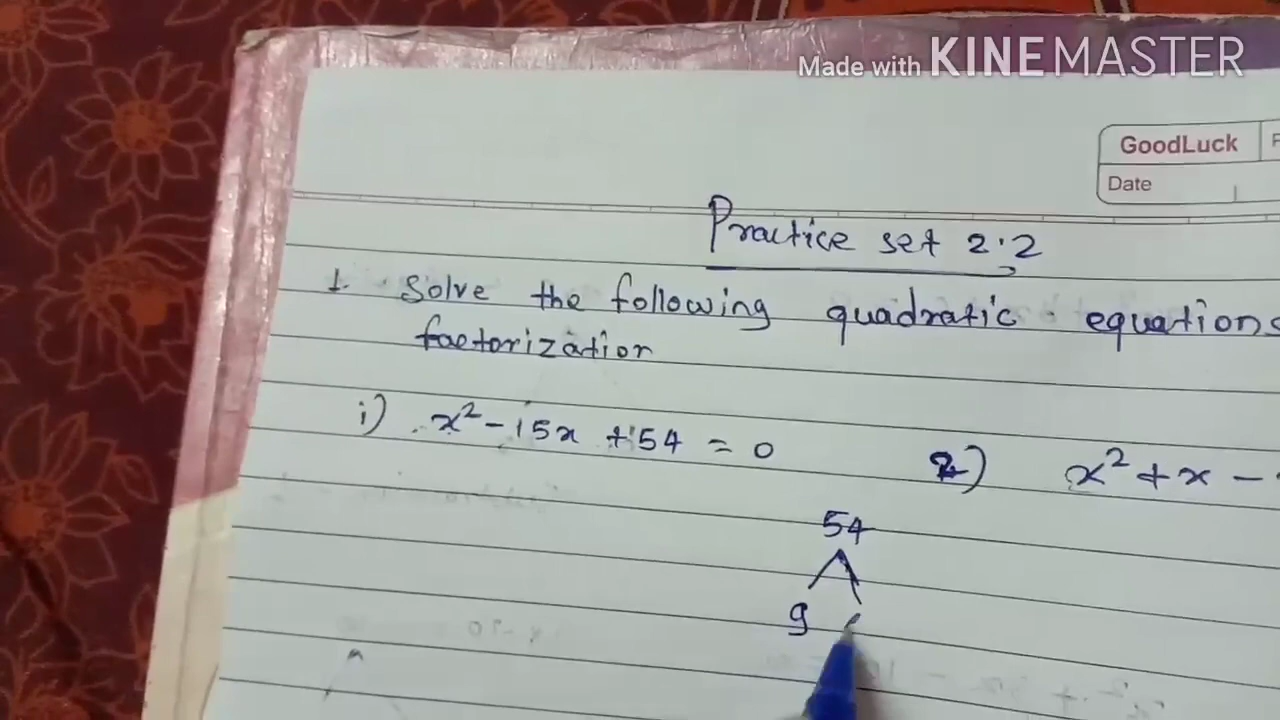 Made with KINEMASTER
GoodLuck
Date
Practice set 2.2
1. Solve the following quadratic equations
factorization
i) x² - 15x + 54 = 0
2) x² + x -
54
9